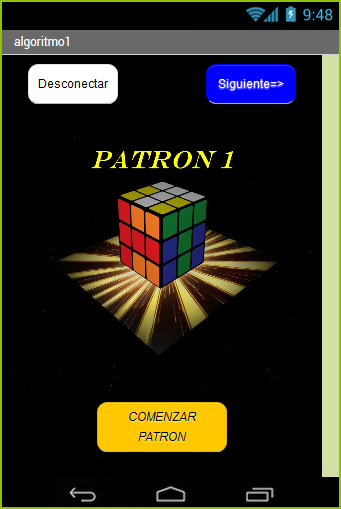 9:48
algoritmo1
Desconectar
Siguiente=>
PATRON 1
COMENZAR
PATRON